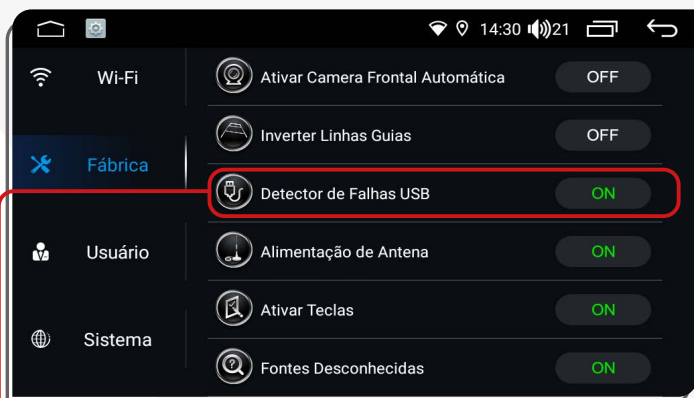 14:30 21
Wi-Fi
Ativar Camera Frontal Automática OFF
Inverter Linhas Guias OFF
Fábrica
Detector de Falhas USB ON
Usuário
Alimentação de Antena ON
Ativar Teclas ON
Sistema
Fontes Desconhecidas ON